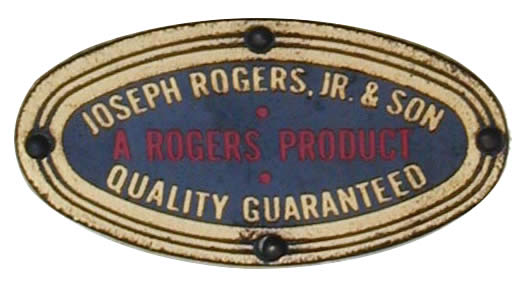 JOSEPH ROGERS, JR. & SON
A ROGERS PRODUCT
QUALITY GUARANTEED